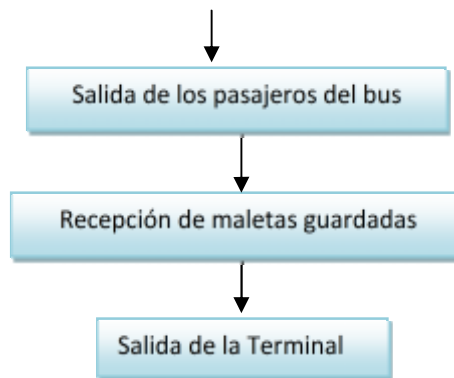 Salida de los pasajeros del bus
Recepción de maletas guardadas
Salida de la Terminal